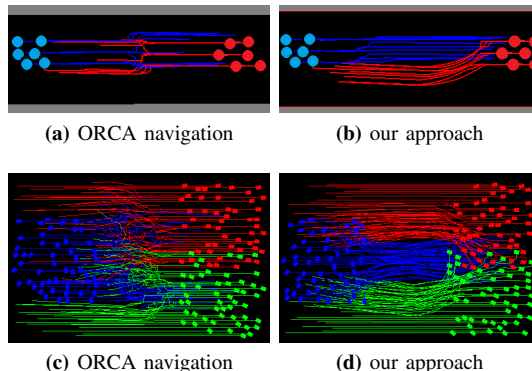 (a) ORCA navigation
(b) our approach
(c) ORCA navigation
(d) our approach